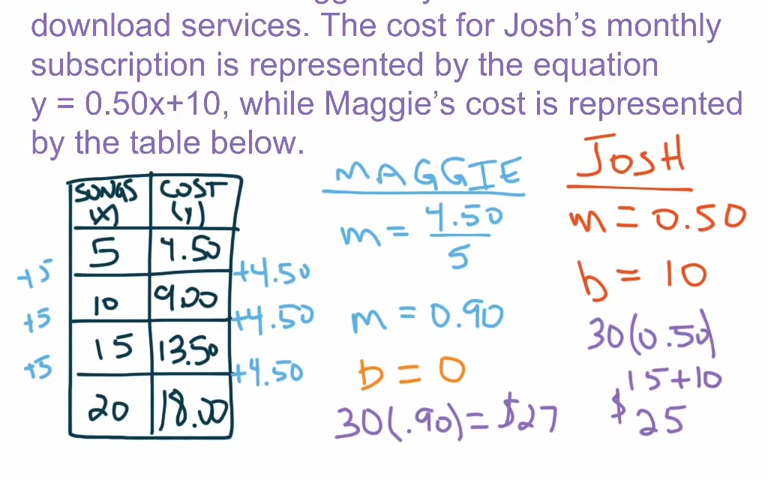 download services. The cost for Josh's monthly
subscription is represented by the equation
y = 0.50x+10, while Maggie's cost is represented
by the table below.
SONGS (x) COST (y)
5 4.50
10 9.00
15 13.50
20 18.00
+5 +4.50
+5 +4.50
+5 +4.50
MAGGIE
m = 4.50/5
m = 0.90
b = 0
30(.90) = $27
JOSH
m = 0.50
b = 10
30(0.50)
15+10
$25